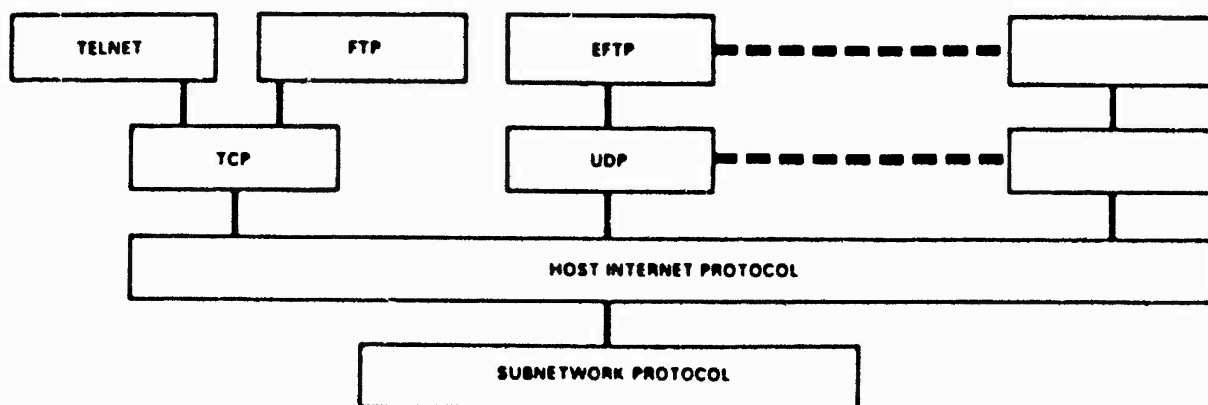 TELNET
FTP
EFTP
TCP
UDP
HOST INTERNET PROTOCOL
SUBNETWORK PROTOCOL